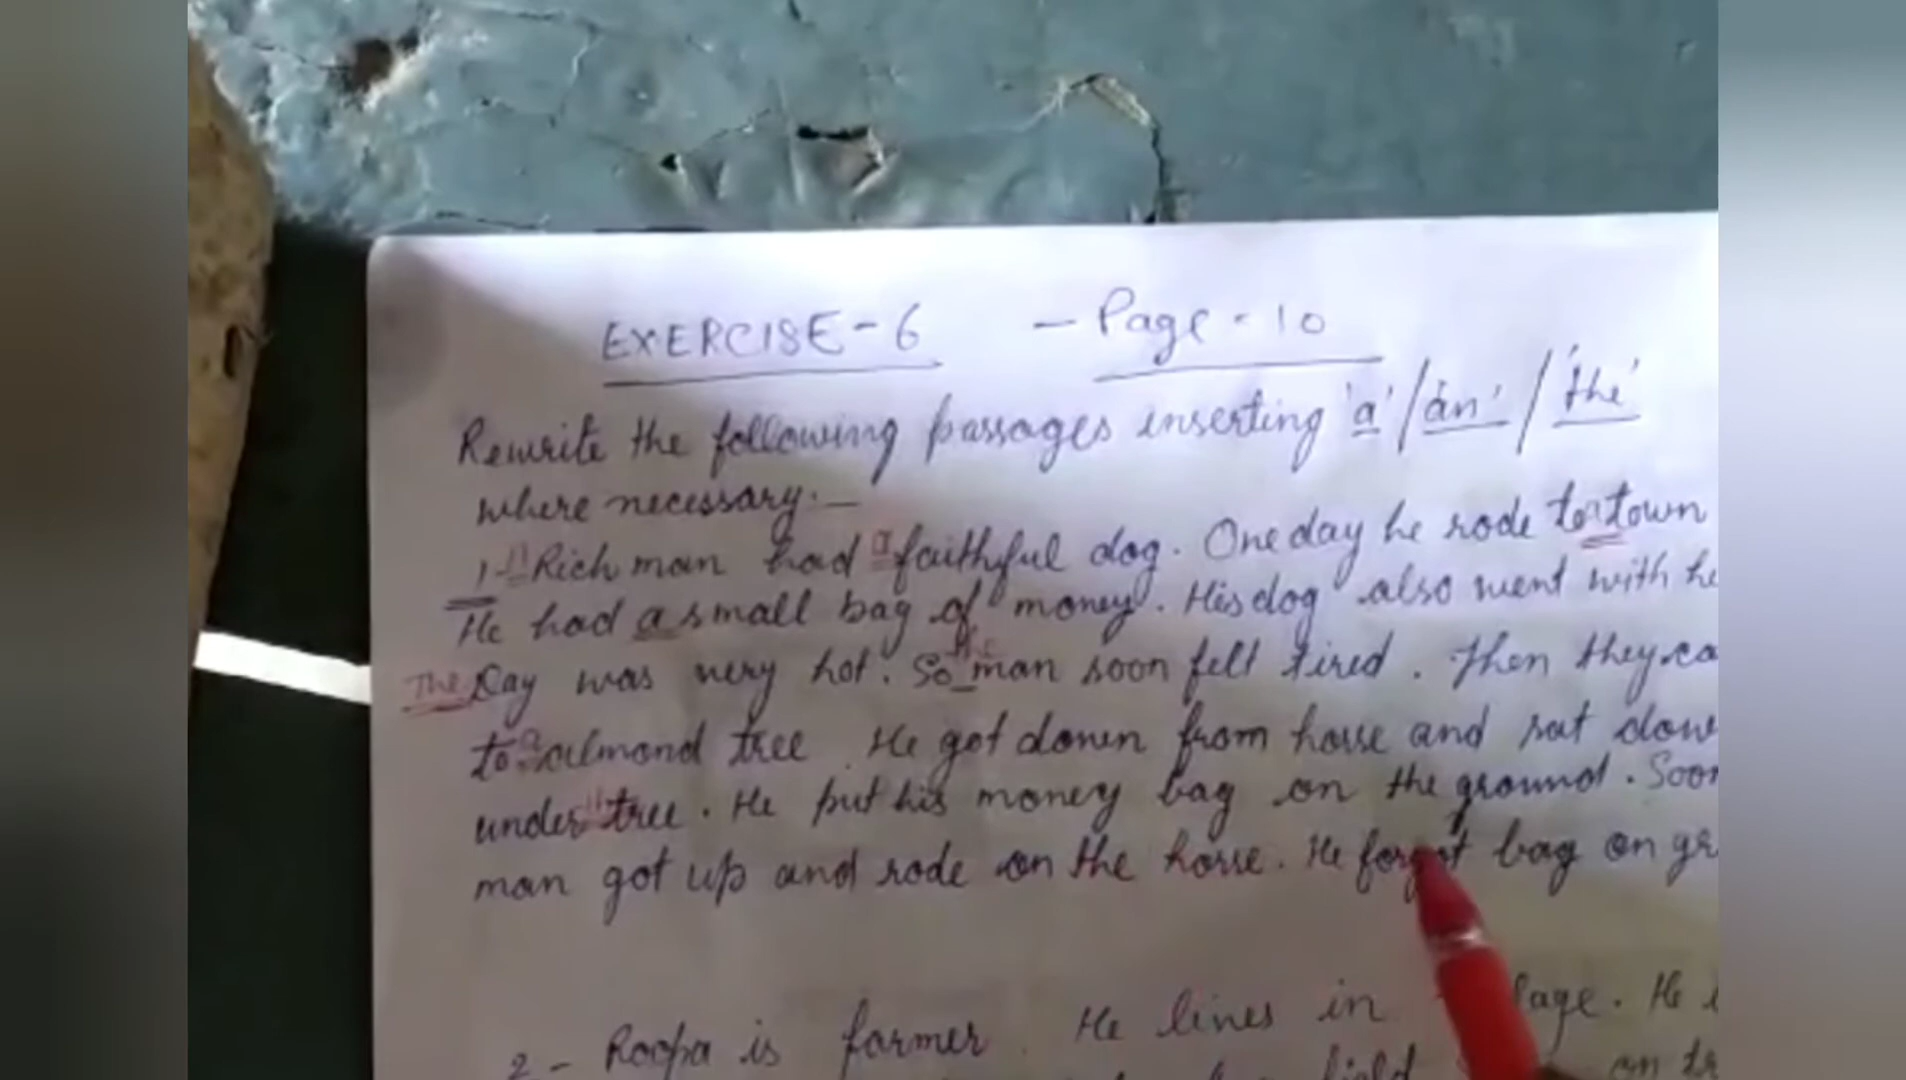 EXERCISE-6 - Page-10
Rewrite the following passages inserting 'a'/'an'/'the'
where necessary:-
1- Rich man had a faithful dog. One day he rode to a town
He had a small bag of money. His dog also went with
The Day was very hot. So the man soon felt tired. Then they
to a almond tree. He got down from horse and sat
under tree. He put his money bag on the ground.
man got up and rode on the horse. He forgot bag on
2- Roopa is farmer. He lives in
field on